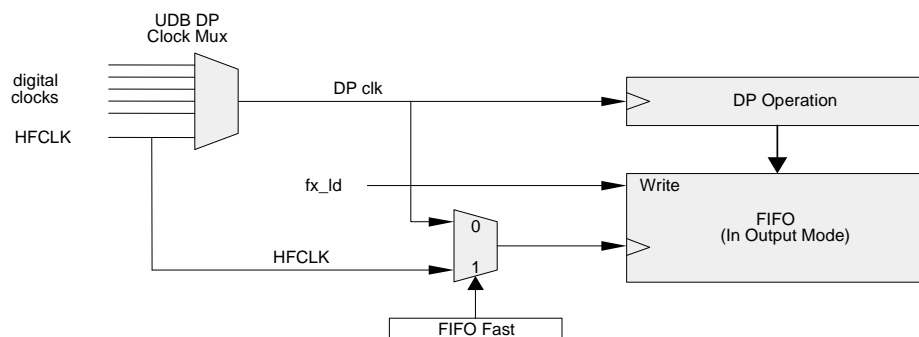 UDB DP
Clock Mux
digital
clocks
DP clk
DP Operation
HFCLK
fx_ld
Write
FIFO
(In Output Mode)
0
HFCLK
1
FIFO Fast